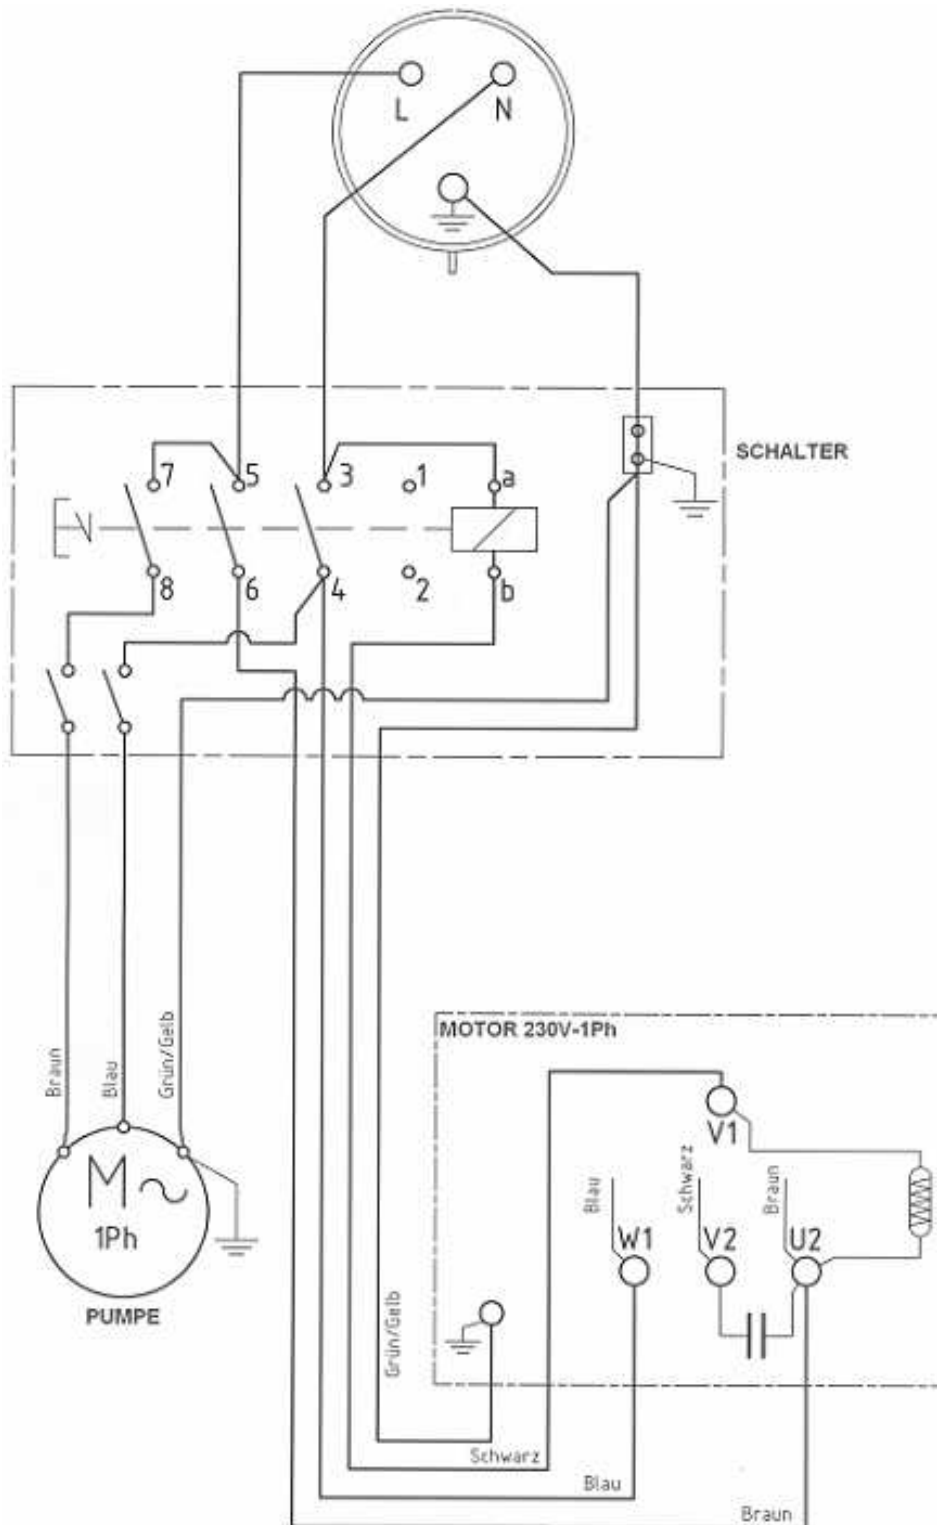 L N
SCHALTER
7 5 3 1 a
8 6 4 2 b
Braun
Blau
Grün/Gelb
MOTOR 230V-1Ph
V1
Blau
Schwarz
Braun
M
1Ph
W1 V2 U2
PUMPE
Grün/Gelb
Schwarz
Blau
Braun